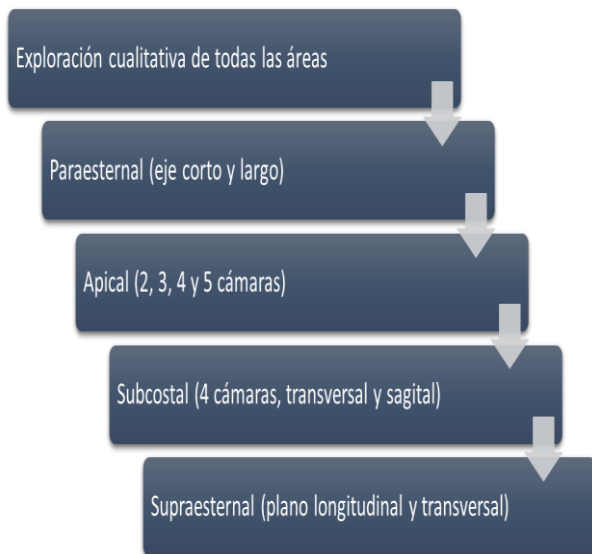 Exploración cualitativa de todas las áreas
Paraesternal (eje corto y largo)
Apical (2, 3, 4 y 5 cámaras)
Subcostal (4 cámaras, transversal y sagital)
Supraesternal (plano longitudinal y transversal)